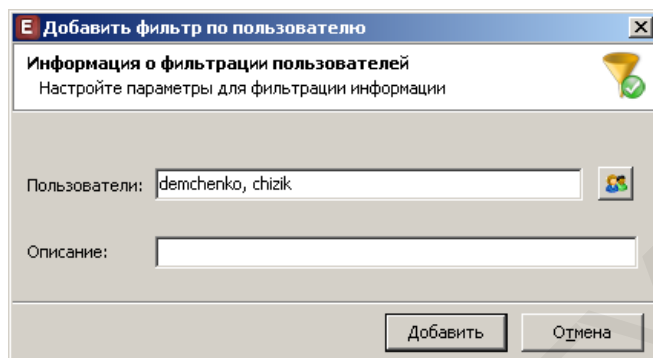 E Добавить фильтр по пользователю
Информация о фильтрации пользователей
Настройте параметры для фильтрации информации
Пользователи: demchenko, chizik
Описание:
Добавить Отмена